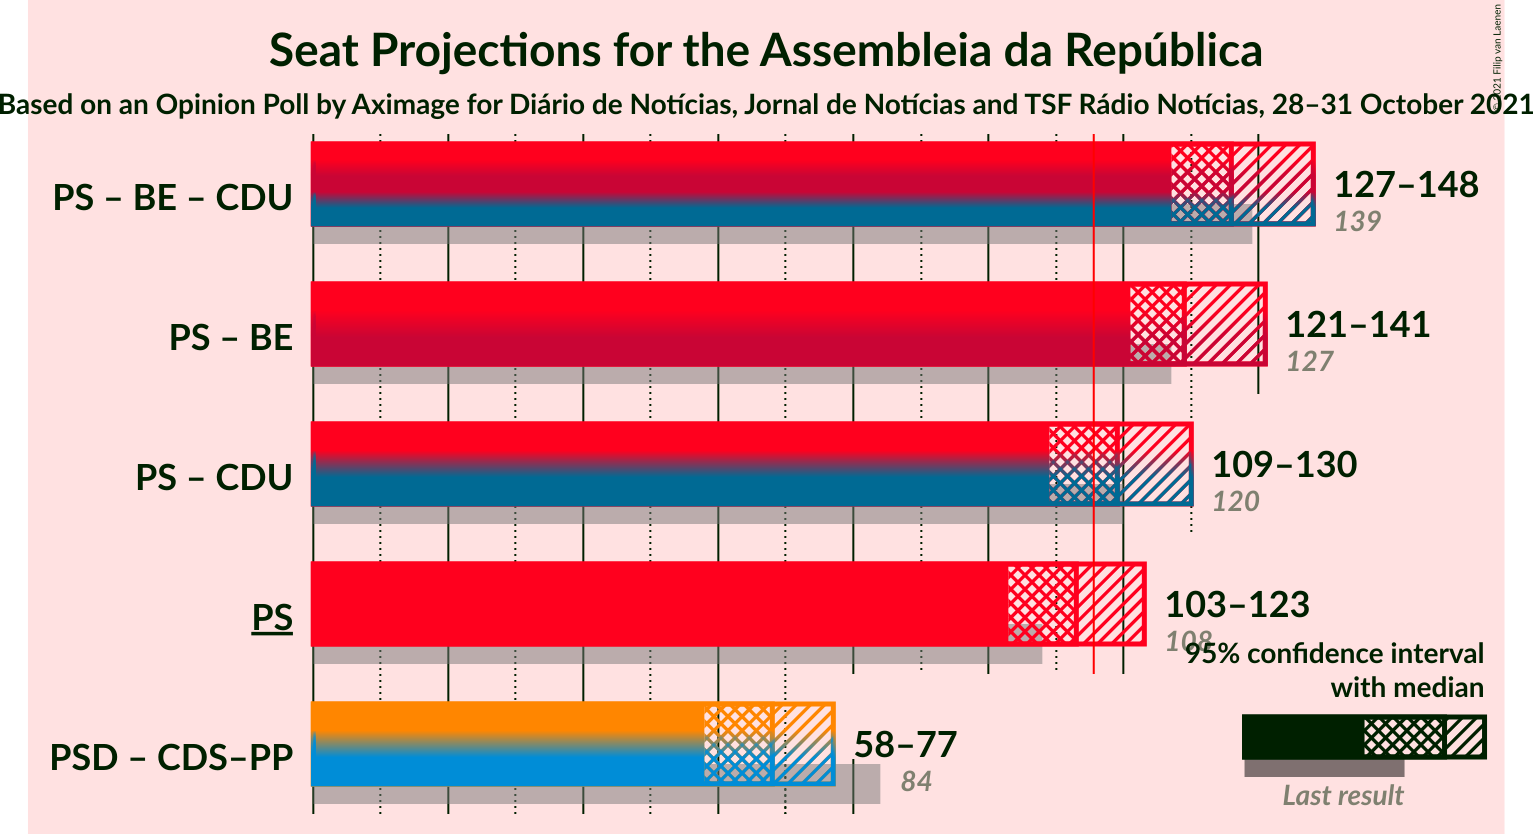 Seat Projections for the Assembleia da República
Based on an Opinion Poll by Aximage for Diário de Notícias, Jornal de Notícias and TSF Rádio Notícias, 28–31 October 2021
© 2021 Filip van Laenen
PS – BE – CDU
127–148
139
PS – BE
121–141
127
PS – CDU
109–130
120
PS
103–123
108
PSD – CDS–PP
58–77
84
95% confidence interval
with median
Last result